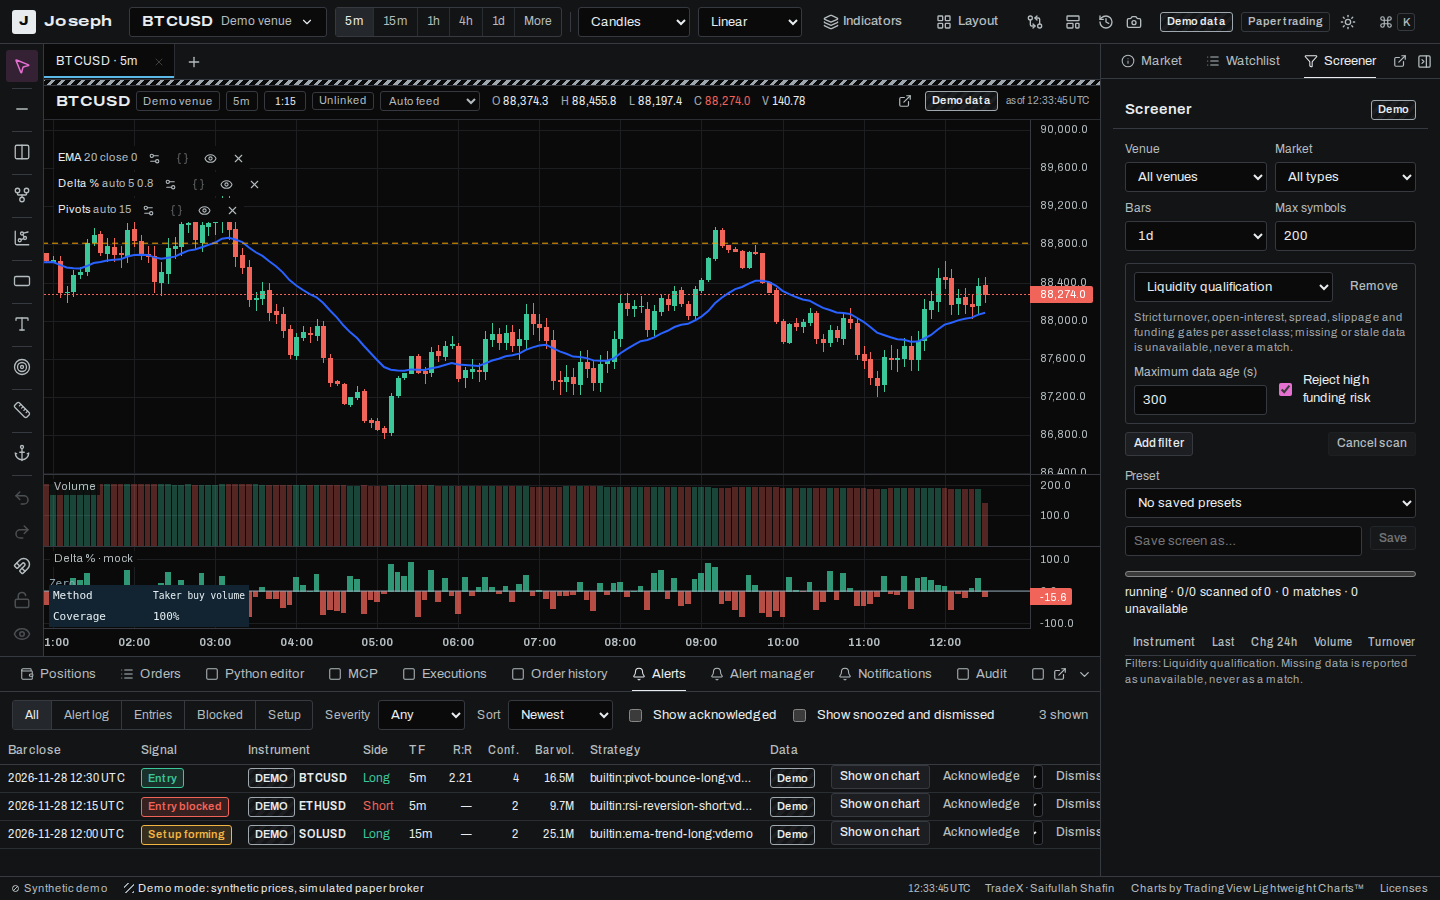 J Joseph BTCUSD Demo venue 5m 15m 1h 4h 1d More Candles Linear Indicators Layout Demo data Paper trading ⌘ K
BTCUSD · 5m
Market Watchlist Screener
BTCUSD Demo venue 5m 1:15 Unlinked Auto feed O 88,374.3 H 88,455.8 L 88,197.4 C 88,274.0 V 140.78 Demo data as of 12:33:45 UTC
EMA 20 close 0
Delta % auto 5 0.8
Pivots auto 15
90,000.0
89,600.0
89,200.0
88,800.0
88,400.0
88,274.0
88,000.0
87,600.0
87,200.0
86,800.0
86,400.0
Volume
200.0
100.0
Delta % · mock
100.0
Zero
-15.6
-100.0
Method Taker buy volume
Coverage 100%
1:00 02:00 03:00 04:00 05:00 06:00 07:00 08:00 09:00 10:00 11:00 12:00
Screener Demo
Venue Market
All venues All types
Bars Max symbols
1d 200
Liquidity qualification Remove
Strict turnover, open-interest, spread, slippage and
funding gates per asset class; missing or stale data
is unavailable, never a match.
Maximum data age (s)
300
Reject high
funding risk
Add filter Cancel scan
Preset
No saved presets
Save screen as... Save
running · 0/0 scanned of 0 · 0 matches · 0
unavailable
Instrument Last Chg 24h Volume Turnover
Filters: Liquidity qualification. Missing data is reported
as unavailable, never as a match.
Positions Orders Python editor MCP Executions Order history Alerts Alert manager Notifications Audit
All Alert log Entries Blocked Setup Severity Any Sort Newest Show acknowledged Show snoozed and dismissed 3 shown
Bar close Signal Instrument Side TF R:R Conf. Bar vol. Strategy Data
2026-11-28 12:30 UTC Entry DEMO BTCUSD Long 5m 2.21 4 16.5M builtin:pivot-bounce-long:vd... Demo Show on chart Acknowledge Dismiss
2026-11-28 12:15 UTC Entry blocked DEMO ETHUSD Short 5m — 2 9.7M builtin:rsi-reversion-short:vd... Demo Show on chart Acknowledge Dismiss
2026-11-28 12:00 UTC Setup forming DEMO SOLUSD Long 15m — 2 25.1M builtin:ema-trend-long:vdemo Demo Show on chart Acknowledge Dismiss
Synthetic demo Demo mode: synthetic prices, simulated paper broker 12:33:45 UTC TradeX · Saifullah Shafin Charts by TradingView Lightweight Charts™ Licenses